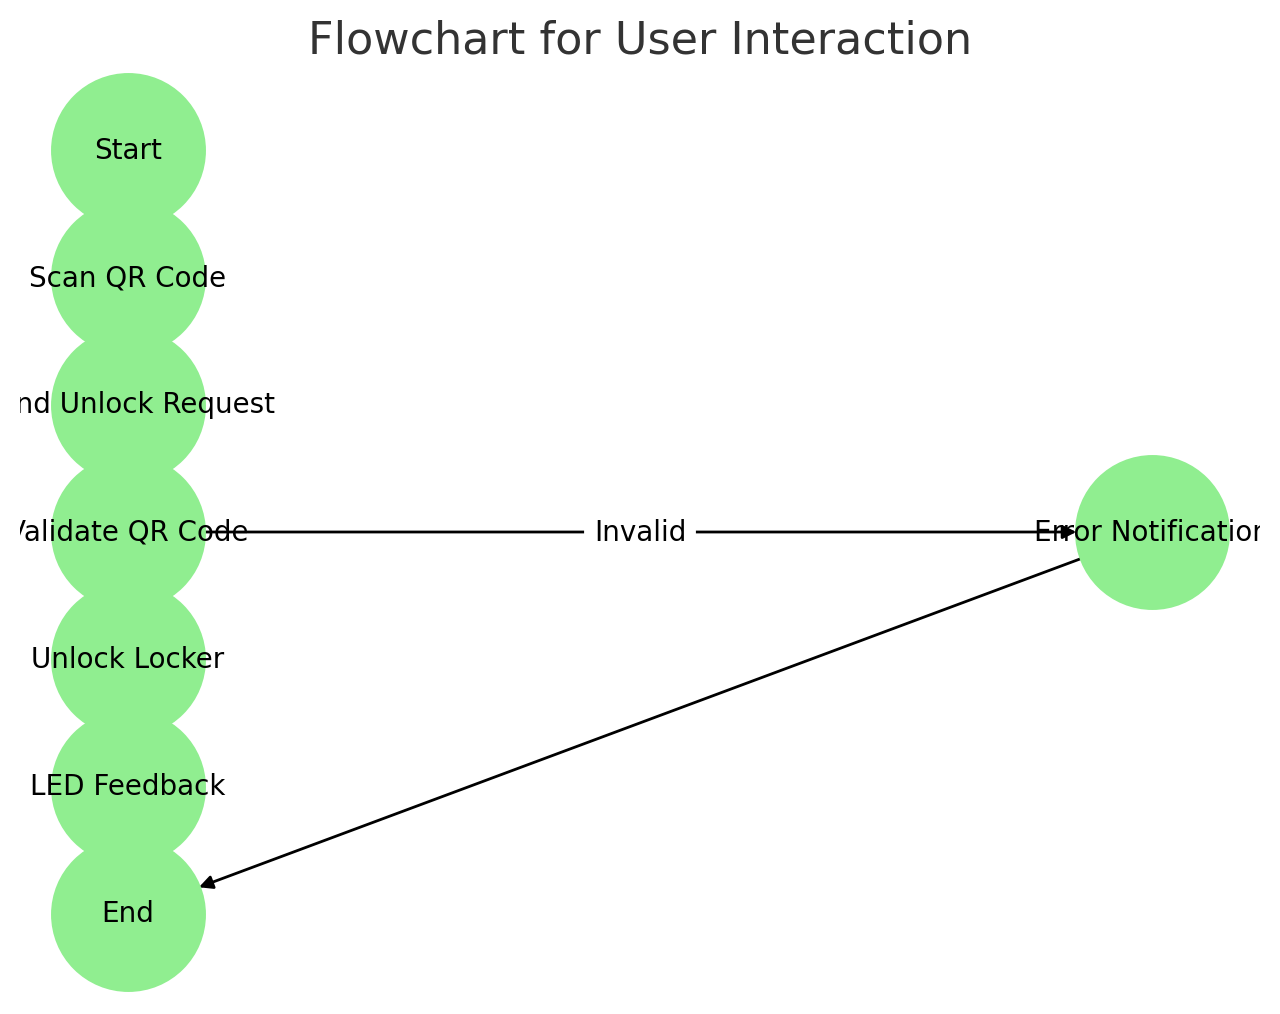 Flowchart for User Interaction
Start
Scan QR Code
nd Unlock Request
Validate QR Code
Invalid
Error Notification
Unlock Locker
LED Feedback
End